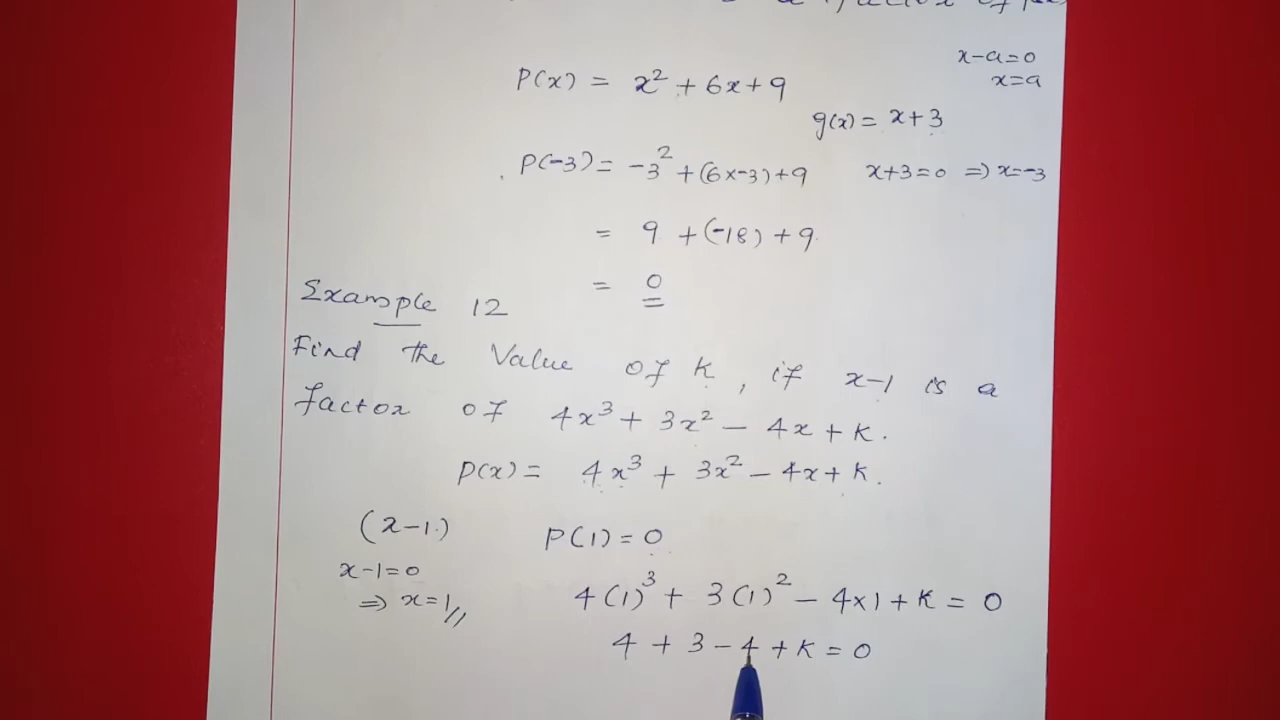 a factor of
x-a=0
x=a
P(x) = x² + 6x + 9
g(x) = x + 3
P(-3) = -3² + (6x-3) + 9
x+3=0 => x=-3
= 9 + (-18) + 9
= 0
Example 12
Find the Value of k, if x-1 is a
factor of 4x³ + 3x² - 4x + k.
P(x) = 4x³ + 3x² - 4x + k.
(x-1)
P(1) = 0
x-1=0
=> x=1//
4(1)³ + 3(1)² - 4x1 + k = 0
4 + 3 - 4 + k = 0